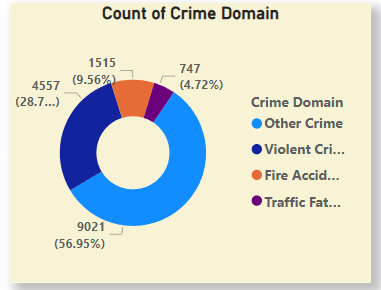 Count of Crime Domain
1515
(9.56%)
747
(4.72%)
4557
(28.7...)
9021
(56.95%)
Crime Domain
Other Crime
Violent Cri...
Fire Accid...
Traffic Fat...